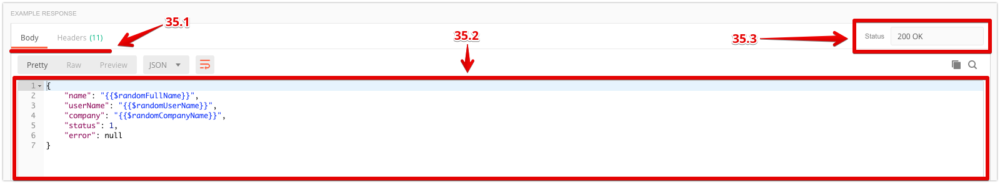 EXAMPLE RESPONSE
35.1
Body Headers (11)
35.2
35.3
Status 200 OK
Pretty Raw Preview JSON
1 {
2 "name": "{{$randomFullName}}",
3 "userName": "{{$randomUserName}}",
4 "company": "{{$randomCompanyName}}",
5 "status": 1,
6 "error": null
7 }